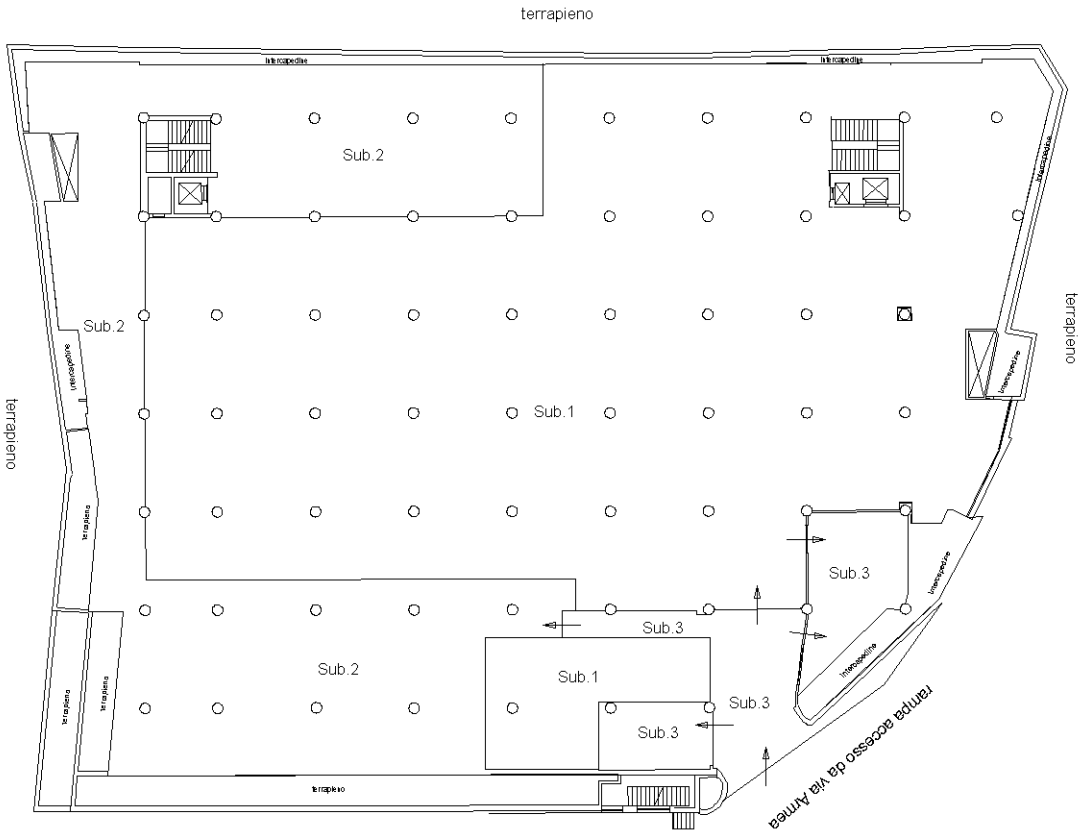 terrapieno
Intercapedine
Intercapedine
Sub.2
Intercapedine
terrapieno
Sub.2
Intercapedine
Intercapedine
terrapieno
Sub.1
terrapieno
Sub.3
Intercapedine
Sub.3
Intercapedine
Sub.2
Sub.1
terrapieno
terrapieno
Sub.3
Sub.3
rampa accesso da via Armea
terrapieno